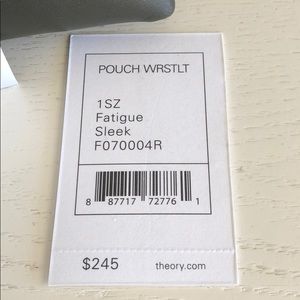 POUCH WRSTLT
1SZ
Fatigue
Sleek
F070004R
8 87717 72776 1
$245 theory.com